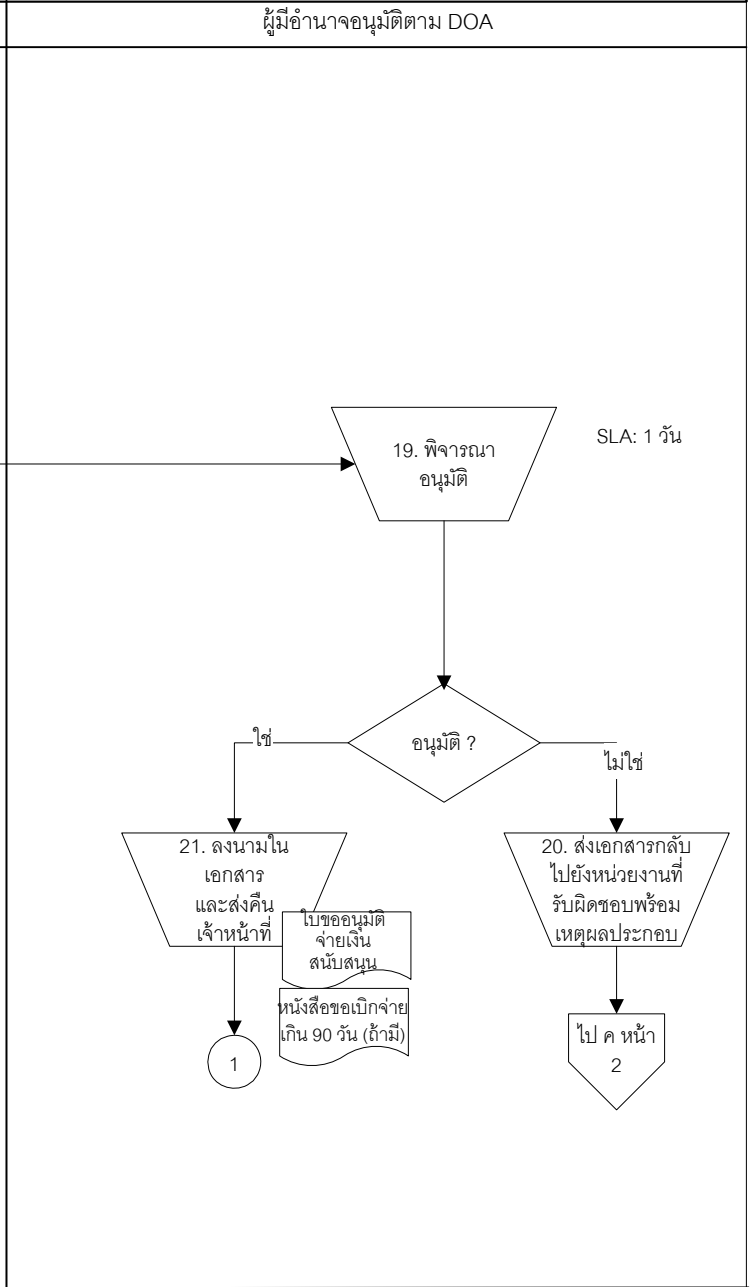 ผู้มีอำนาจอนุมัติตาม DOA
19. พิจารณา
อนุมัติ
SLA: 1 วัน
อนุมัติ ?
ใช่
ไม่ใช่
21. ลงนามใน
เอกสาร
และส่งคืน
เจ้าหน้าที่
ใบขออนุมัติ
จ่ายเงิน
สนับสนุน
หนังสือขอเบิกจ่าย
เกิน 90 วัน (ถ้ามี)
1
20. ส่งเอกสารกลับ
ไปยังหน่วยงานที่
รับผิดชอบพร้อม
เหตุผลประกอบ
ไป ค หน้า
2